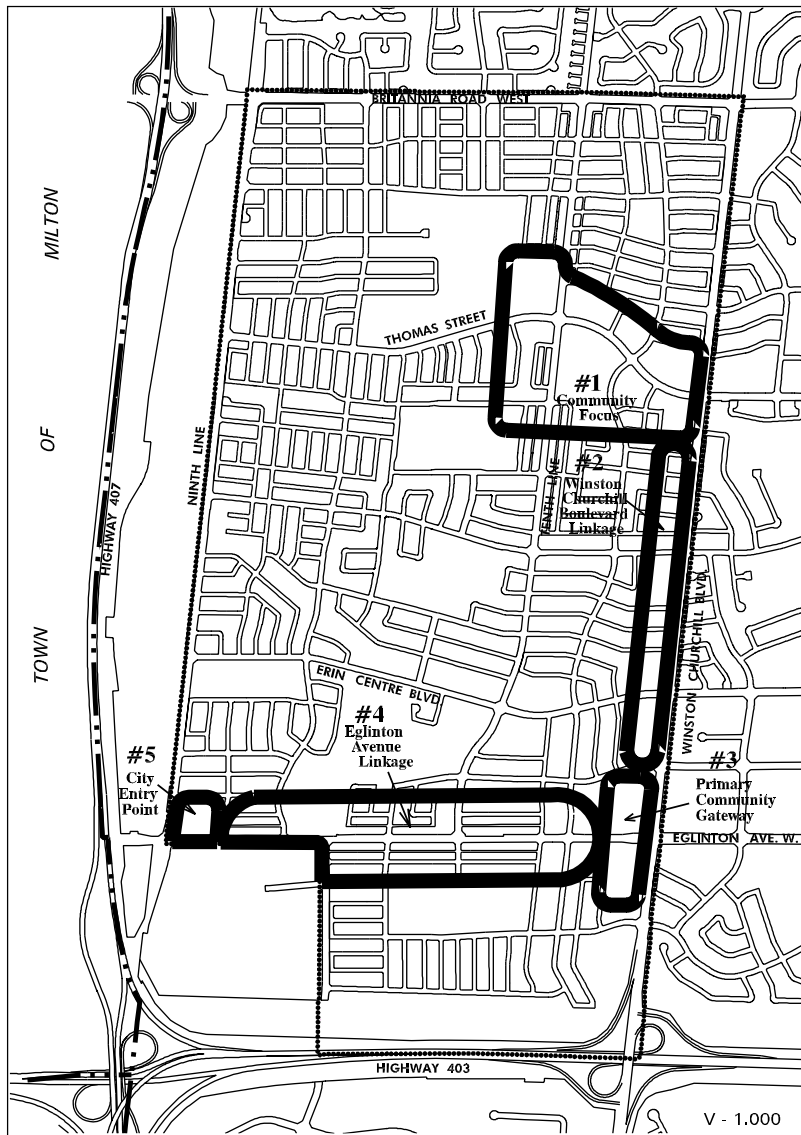 BRITANNIA ROAD WEST
MILTON
OF
TOWN
THOMAS STREET
#1
Community
Focus
NINTH LINE
HIGHWAY 407
#2
Winston
Churchill
Boulevard
Linkage
TENTH LINE
WINSTON CHURCHILL BLVD.
ERIN CENTRE BLVD
#4
Eglinton
Avenue
Linkage
#5
City
Entry
Point
#3
Primary
Community
Gateway
EGLINTON AVE. W.
HIGHWAY 403
V - 1.000